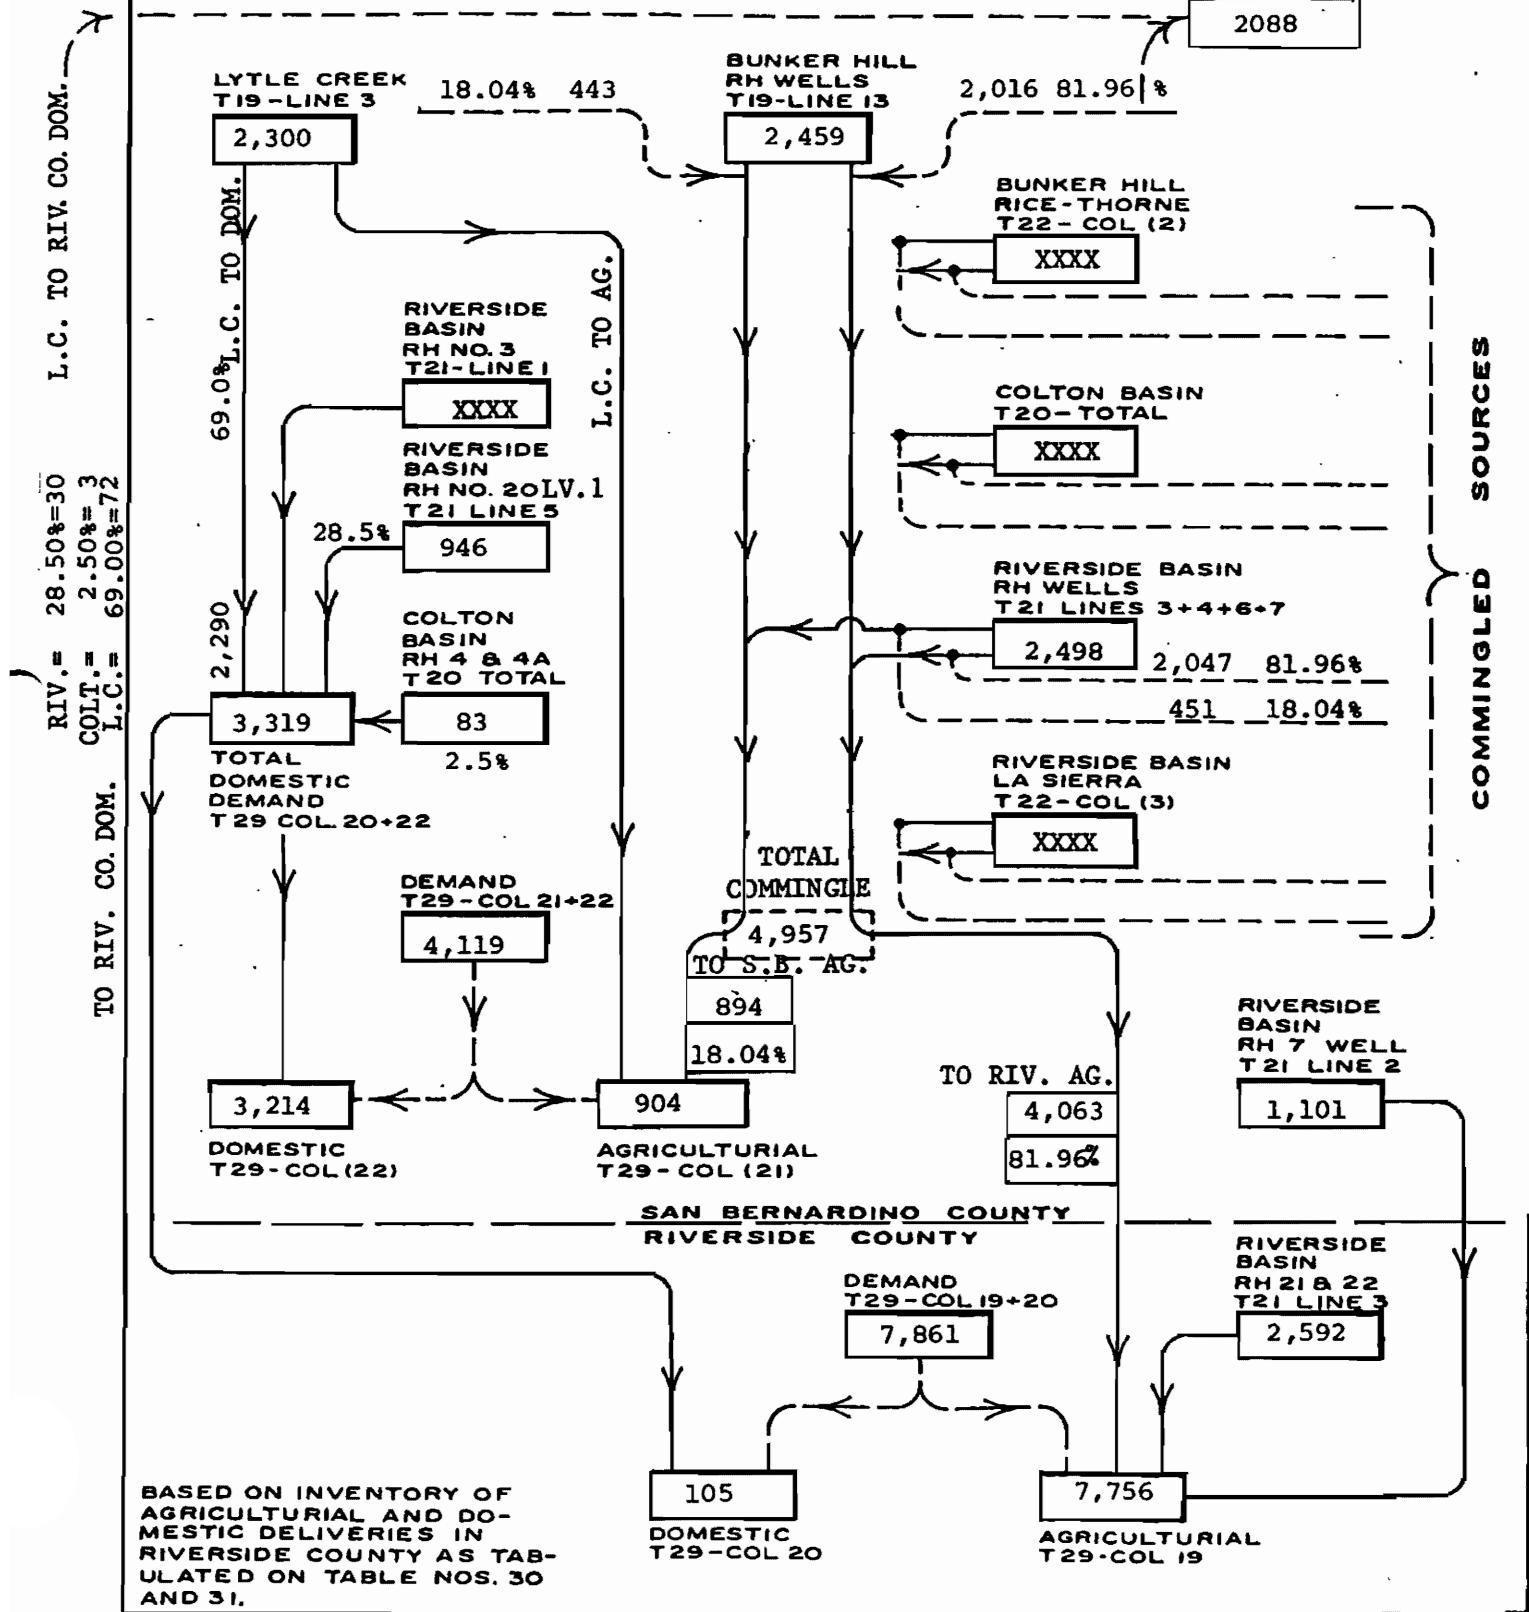 2088
LYTLE CREEK
T19-LINE 3
2,300
18.04% 443
BUNKER HILL
RH WELLS
T19-LINE 13
2,459
2,016 81.96 %
L.C. TO RIV. CO. DOM.
69.0% L.C. TO DOM.
2,290
L.C. TO AG.
BUNKER HILL
RICE-THORNE
T22- COL (2)
XXXX
RIVERSIDE
BASIN
RH NO. 3
T21-LINE 1
XXXX
COLTON BASIN
T20-TOTAL
XXXX
RIVERSIDE
BASIN
RH NO. 20 LV.1
T21 LINE 5
28.5%
946
RIV.= 28.50%=30
COLT.= 2.50%= 3
L.C.= 69.00%=72
RIVERSIDE BASIN
RH WELLS
T21 LINES 3+4+6+7
2,498
2,047 81.96%
451 18.04%
COMMINGLED SOURCES
COLTON
BASIN
RH 4 & 4A
T20 TOTAL
83
2.5%
3,319
TOTAL
DOMESTIC
DEMAND
T29 COL. 20+22
RIVERSIDE BASIN
LA SIERRA
T22-COL (3)
XXXX
TO RIV. CO. DOM.
DEMAND
T29-COL 21+22
4,119
TOTAL
COMMINGLE
4,957
TO S.B. AG.
894
18.04%
3,214
DOMESTIC
T29-COL (22)
904
AGRICULTURIAL
T29-COL (21)
TO RIV. AG.
4,063
81.96%
RIVERSIDE
BASIN
RH 7 WELL
T21 LINE 2
1,101
SAN BERNARDINO COUNTY
RIVERSIDE COUNTY
RIVERSIDE
BASIN
RH 21 & 22
T21 LINE 3
2,592
DEMAND
T29-COL 19+20
7,861
105
DOMESTIC
T29-COL 20
7,756
AGRICULTURIAL
T29-COL 19
BASED ON INVENTORY OF
AGRICULTURIAL AND DO-
MESTIC DELIVERIES IN
RIVERSIDE COUNTY AS TAB-
ULATED ON TABLE NOS. 30
AND 31.